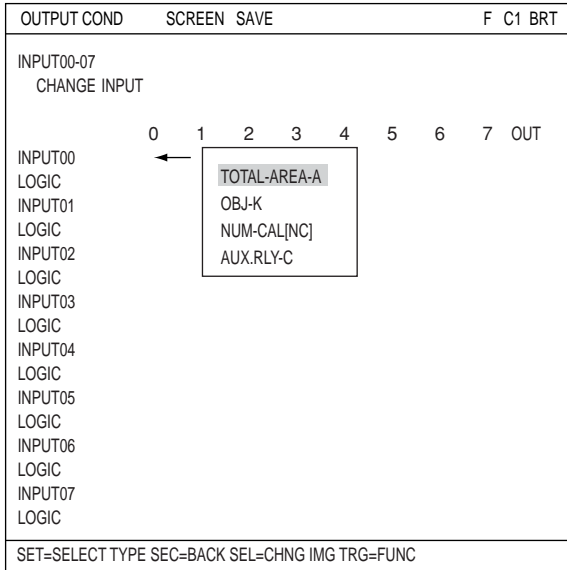 OUTPUT COND SCREEN SAVE F C1 BRT
INPUT00-07
CHANGE INPUT
0 1 2 3 4 5 6 7 OUT
INPUT00
TOTAL-AREA-A
LOGIC
INPUT01 OBJ-K
LOGIC NUM-CAL[NC]
INPUT02 AUX.RLY-C
LOGIC
INPUT03
LOGIC
INPUT04
LOGIC
INPUT05
LOGIC
INPUT06
LOGIC
INPUT07
LOGIC
SET=SELECT TYPE SEC=BACK SEL=CHNG IMG TRG=FUNC